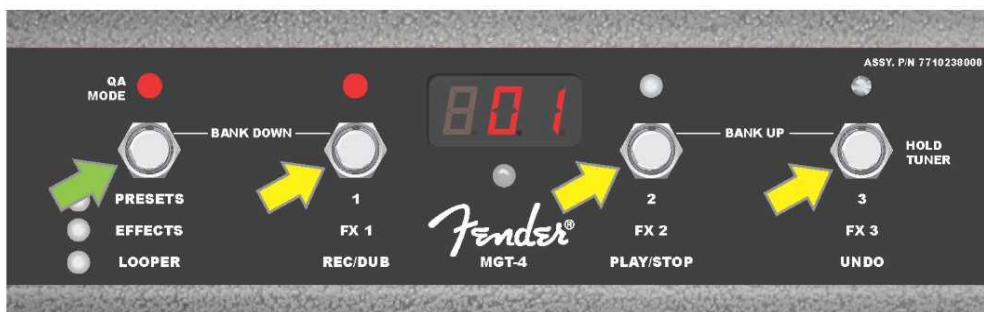 ASSY. P/N 7710238000
QA
MODE
01
BANK DOWN
BANK UP
HOLD
TUNER
PRESETS
1
2
3
EFFECTS
FX 1
Fender®
FX 2
FX 3
LOOPER
REC/DUB
MGT-4
PLAY/STOP
UNDO